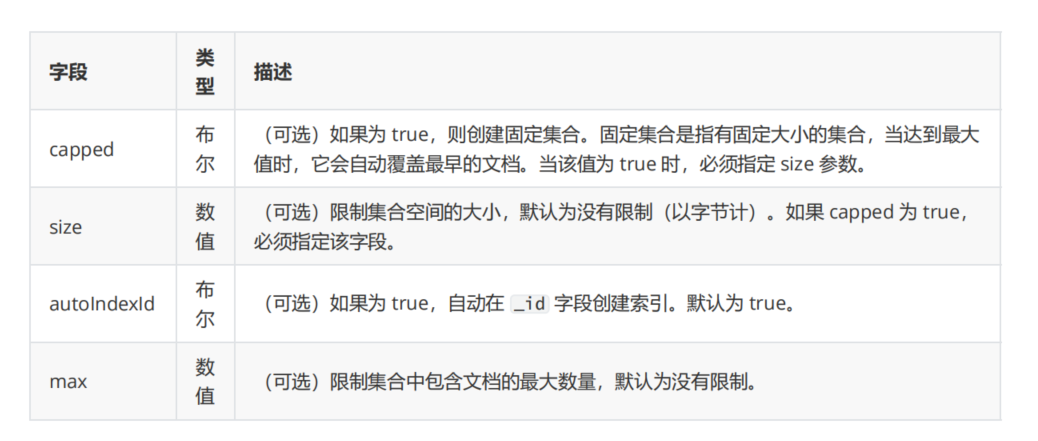 字段
类
型
描述
capped
布
尔
（可选）如果为 true，则创建固定集合。固定集合是指有固定大小的集合，当达到最大
值时，它会自动覆盖最早的文档。当该值为 true 时，必须指定 size 参数。
size
数
值
（可选）限制集合空间的大小，默认为没有限制（以字节计）。如果 capped 为 true，
必须指定该字段。
autoIndexId
布
尔
（可选）如果为 true，自动在 _id 字段创建索引。默认为 true。
max
数
值
（可选）限制集合中包含文档的最大数量，默认为没有限制。